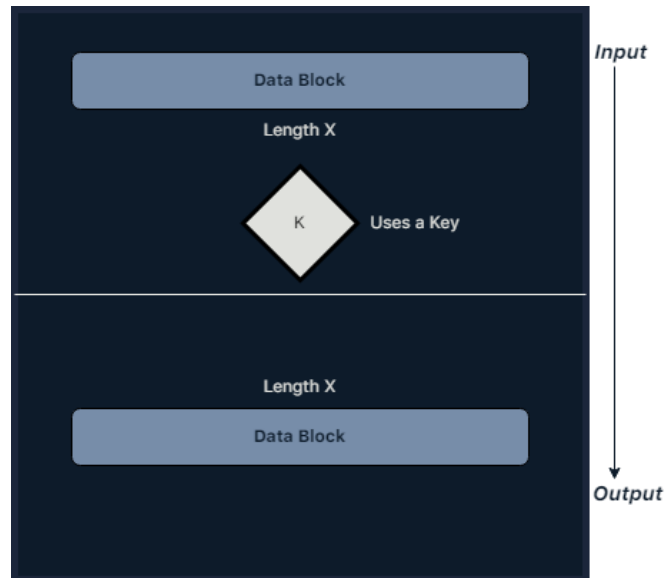 Input
Data Block
Length X
K
Uses a Key
Length X
Data Block
Output